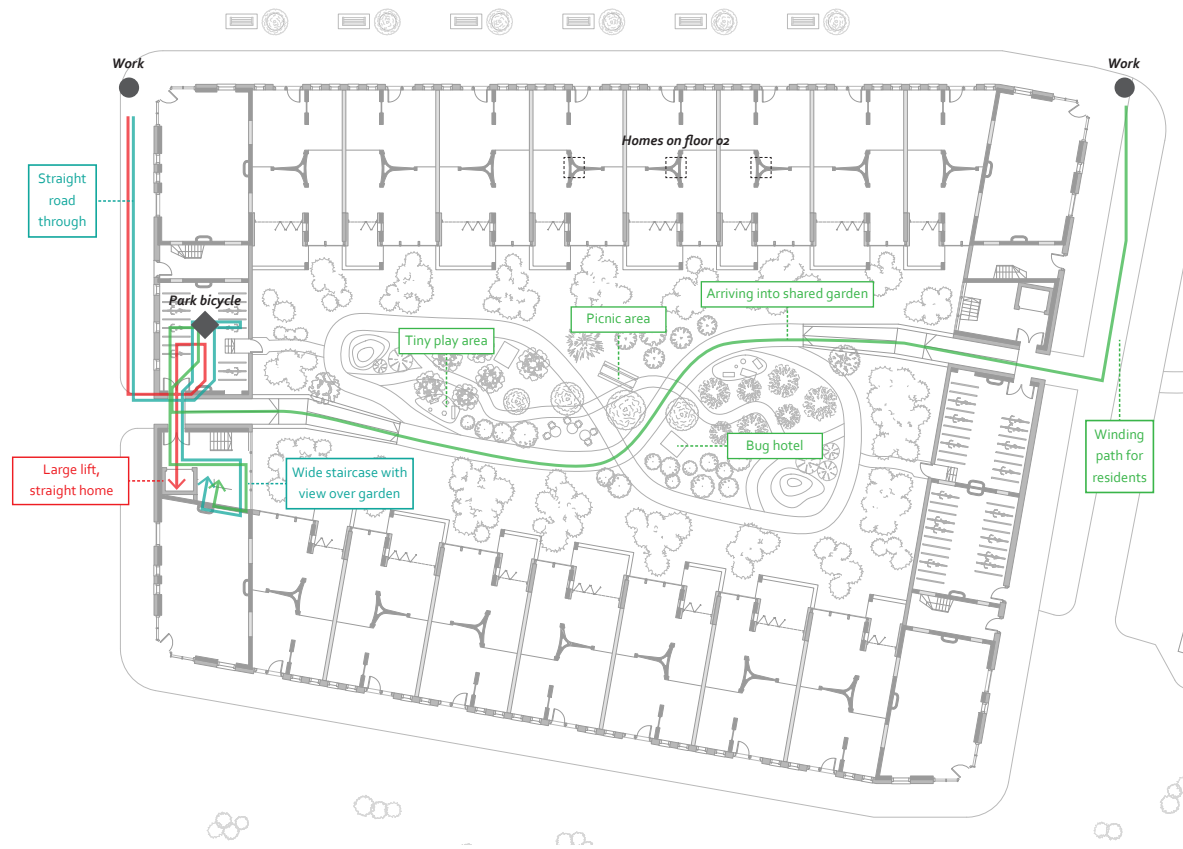 Work
Work
Homes on floor 02
Straight
road
through
Park bicycle
Arriving into shared garden
Picnic area
Tiny play area
Bug hotel
Winding
path for
residents
Large lift,
straight home
Wide staircase with
view over garden